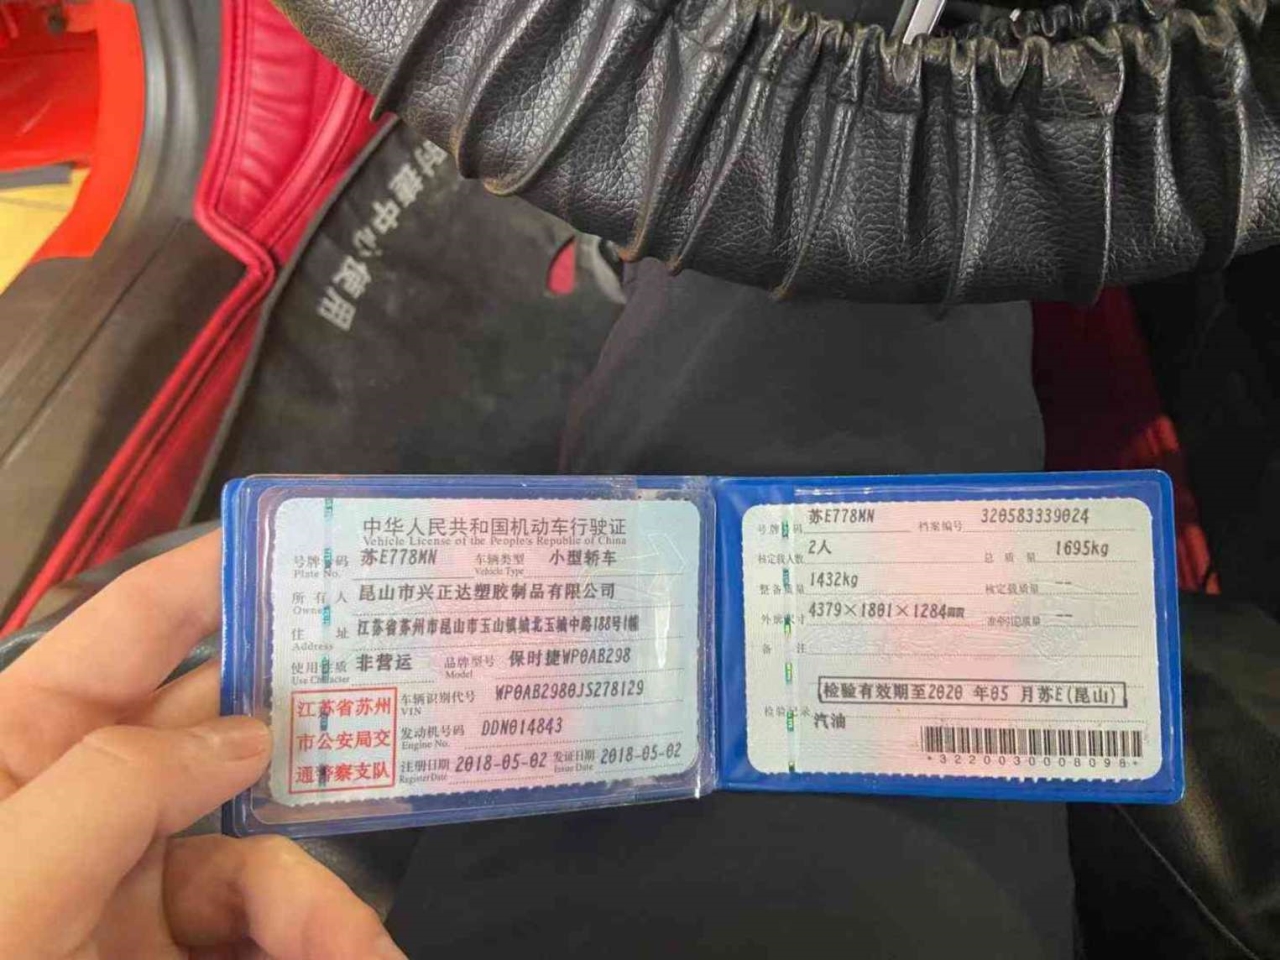 时捷中心使用
中华人民共和国机动车行驶证
Vehicle License of the People's Republic of China
号牌号码 苏E778MN 车辆类型 小型轿车
Plate No. Vehicle Type
所有人 昆山市兴正达塑胶制品有限公司
Owner
住址 江苏省苏州市昆山市玉山镇城北玉城中路188号1幢
Address
使用性质 非营运 品牌型号 保时捷WP0AB298
Use Character Model
江苏省苏州
市公安局交
通警察支队
车辆识别代号 WP0AB2980JS278129
VIN
发动机号码 DDN014843
Engine No.
注册日期 2018-05-02 发证日期 2018-05-02
Register Date Issue Date
号牌号码 苏E778MN 档案编号 320583339024
核定载人数 2人 总质量 1695kg
整备质量 1432kg 核定载质量 --
外廓尺寸 4379×1801×1284mm 准牵引总质量 --
备注
检验有效期至2020 年05 月苏E(昆山)
检验记录
汽油
*3220030008098*